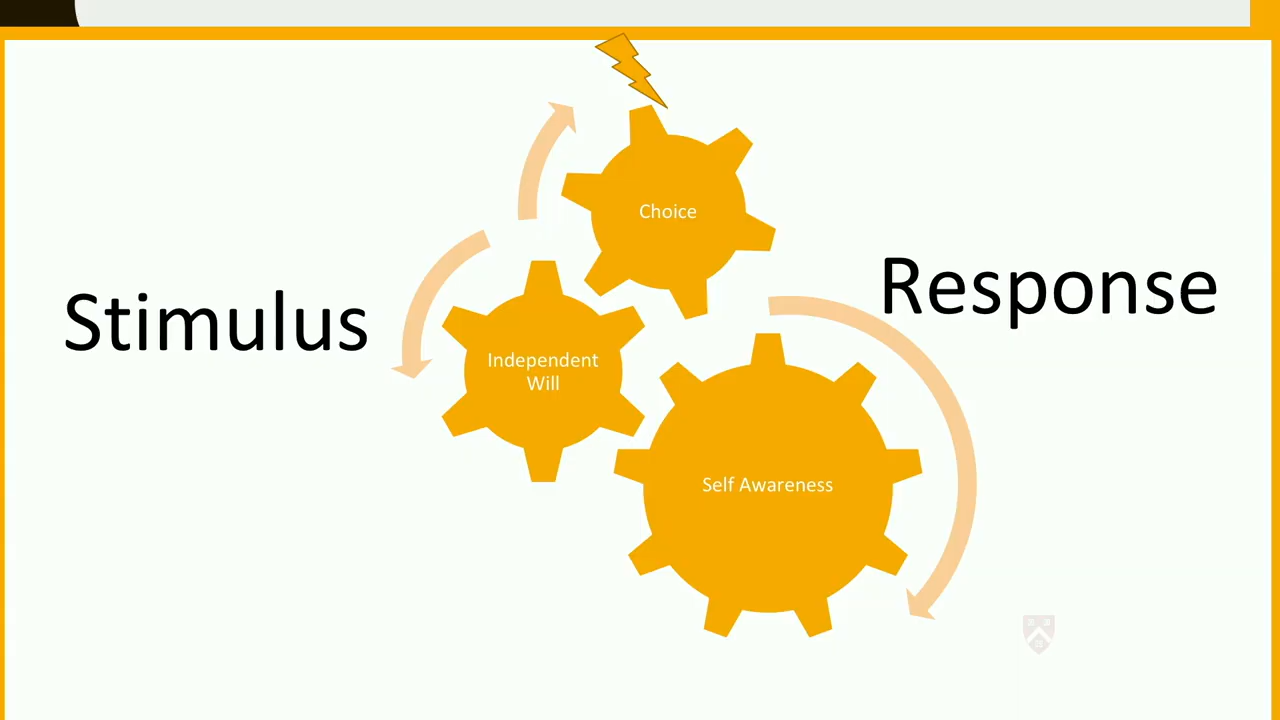 Stimulus
Choice
Independent
Will
Self Awareness
Response